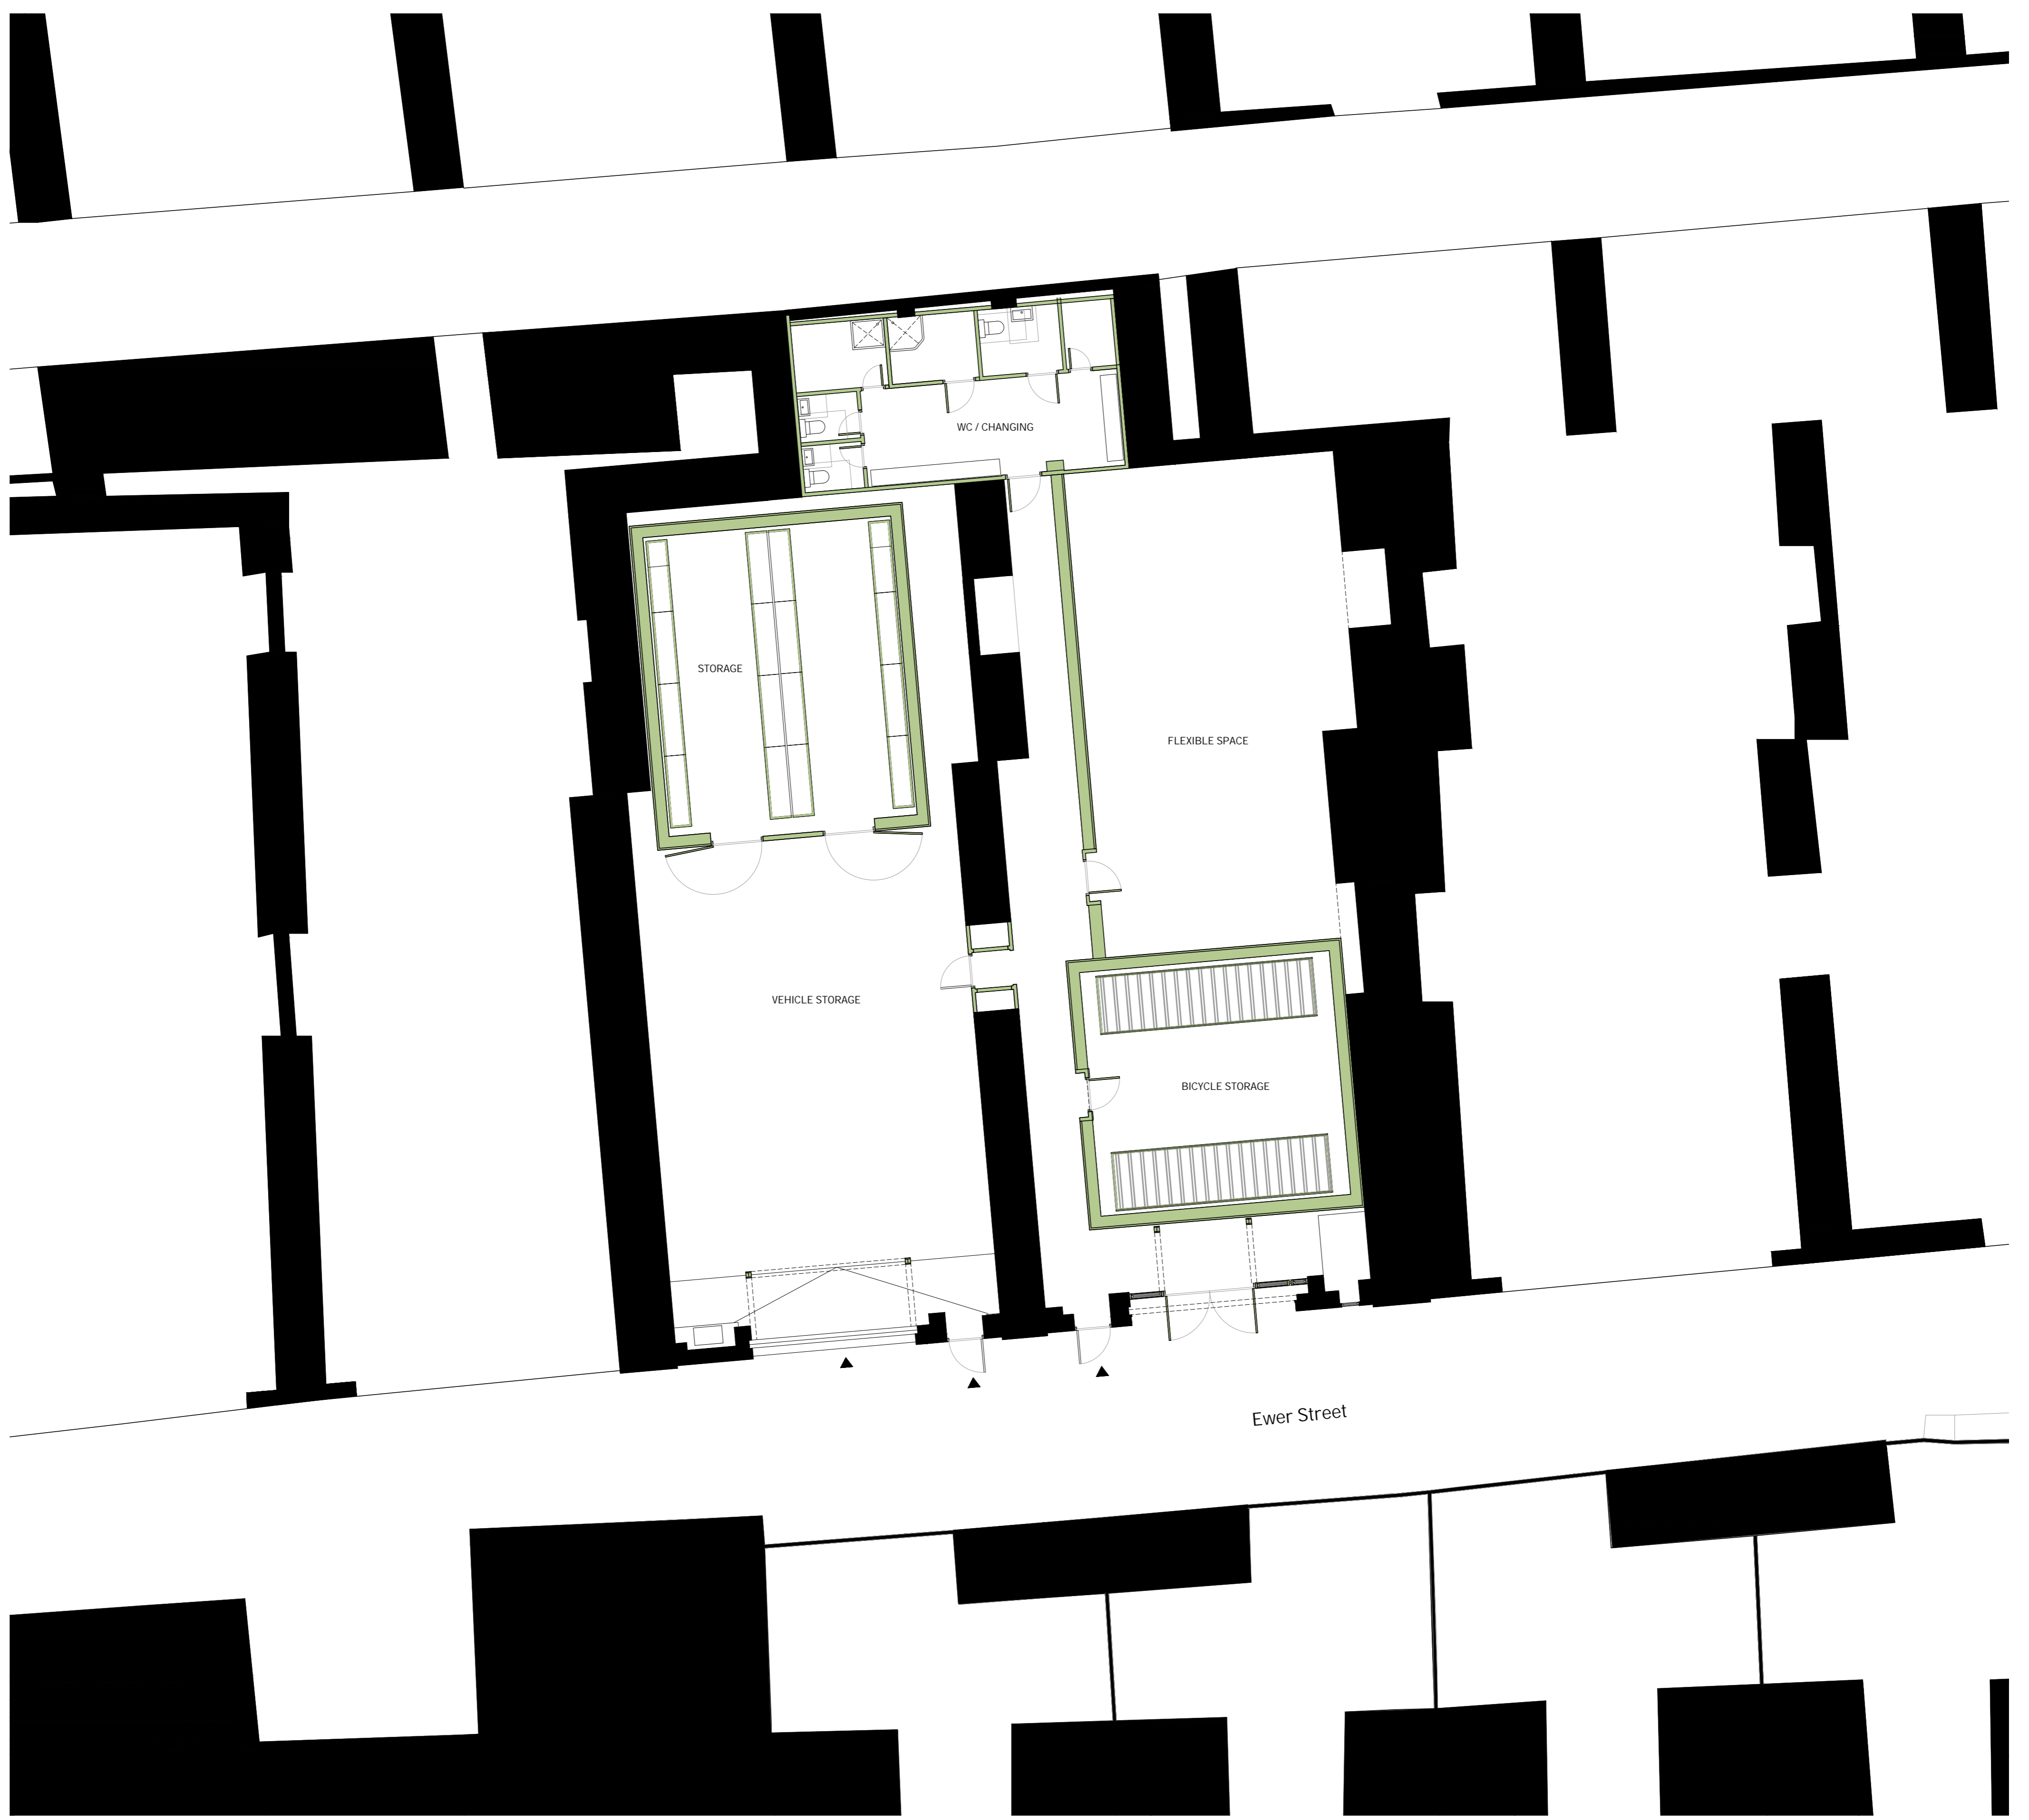 WC / CHANGING
STORAGE
FLEXIBLE SPACE
VEHICLE STORAGE
BICYCLE STORAGE
Ewer Street